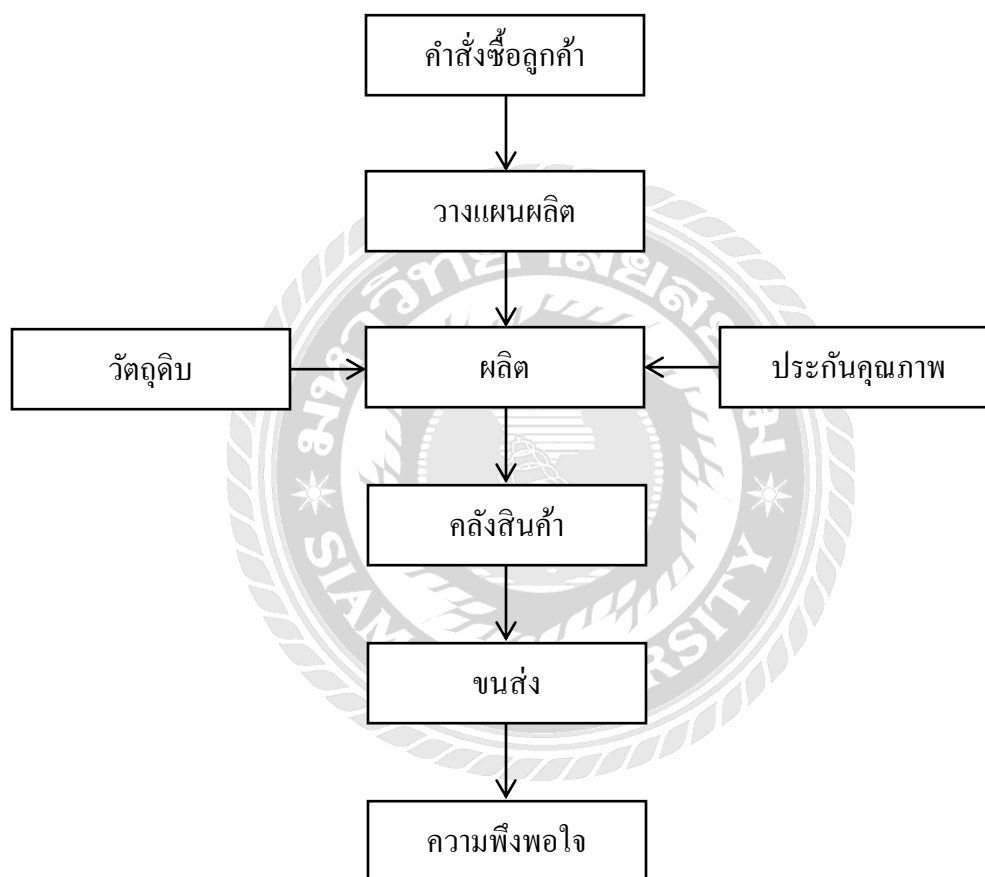 คำสั่งซื้อลูกค้า
วางแผนผลิต
วัตถุดิบ
ผลิต
ประกันคุณภาพ
คลังสินค้า
ขนส่ง
ความพึงพอใจ